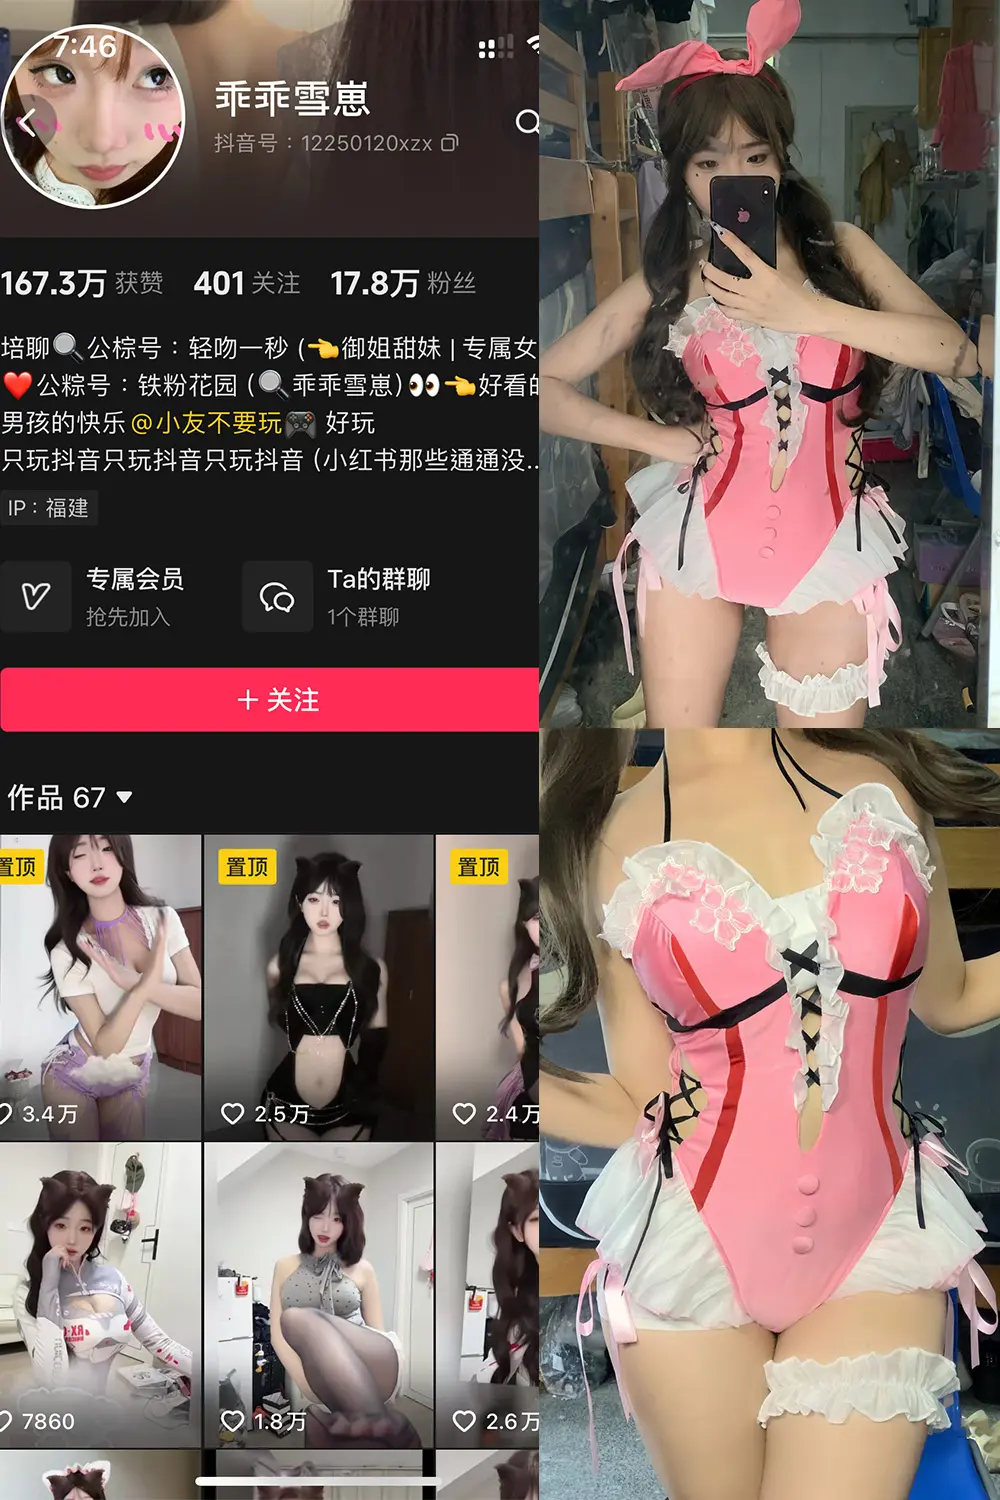 7:46
乖乖雪崽
抖音号：12250120xzx
167.3万 获赞 401 关注 17.8万 粉丝
培聊🔍公棕号：轻吻一秒 (👈御姐甜妹 | 专属女
❤️公粽号：铁粉花园 (🔍乖乖雪崽)👀👈好看的
男孩的快乐 @小友不要玩🎮 好玩
只玩抖音只玩抖音只玩抖音 (小红书那些通通没...
IP：福建
专属会员
抢先加入
Ta的群聊
1个群聊
+ 关注
作品 67
置顶
置顶
置顶
3.4万
2.5万
2.4万
7860
1.8万
2.6万